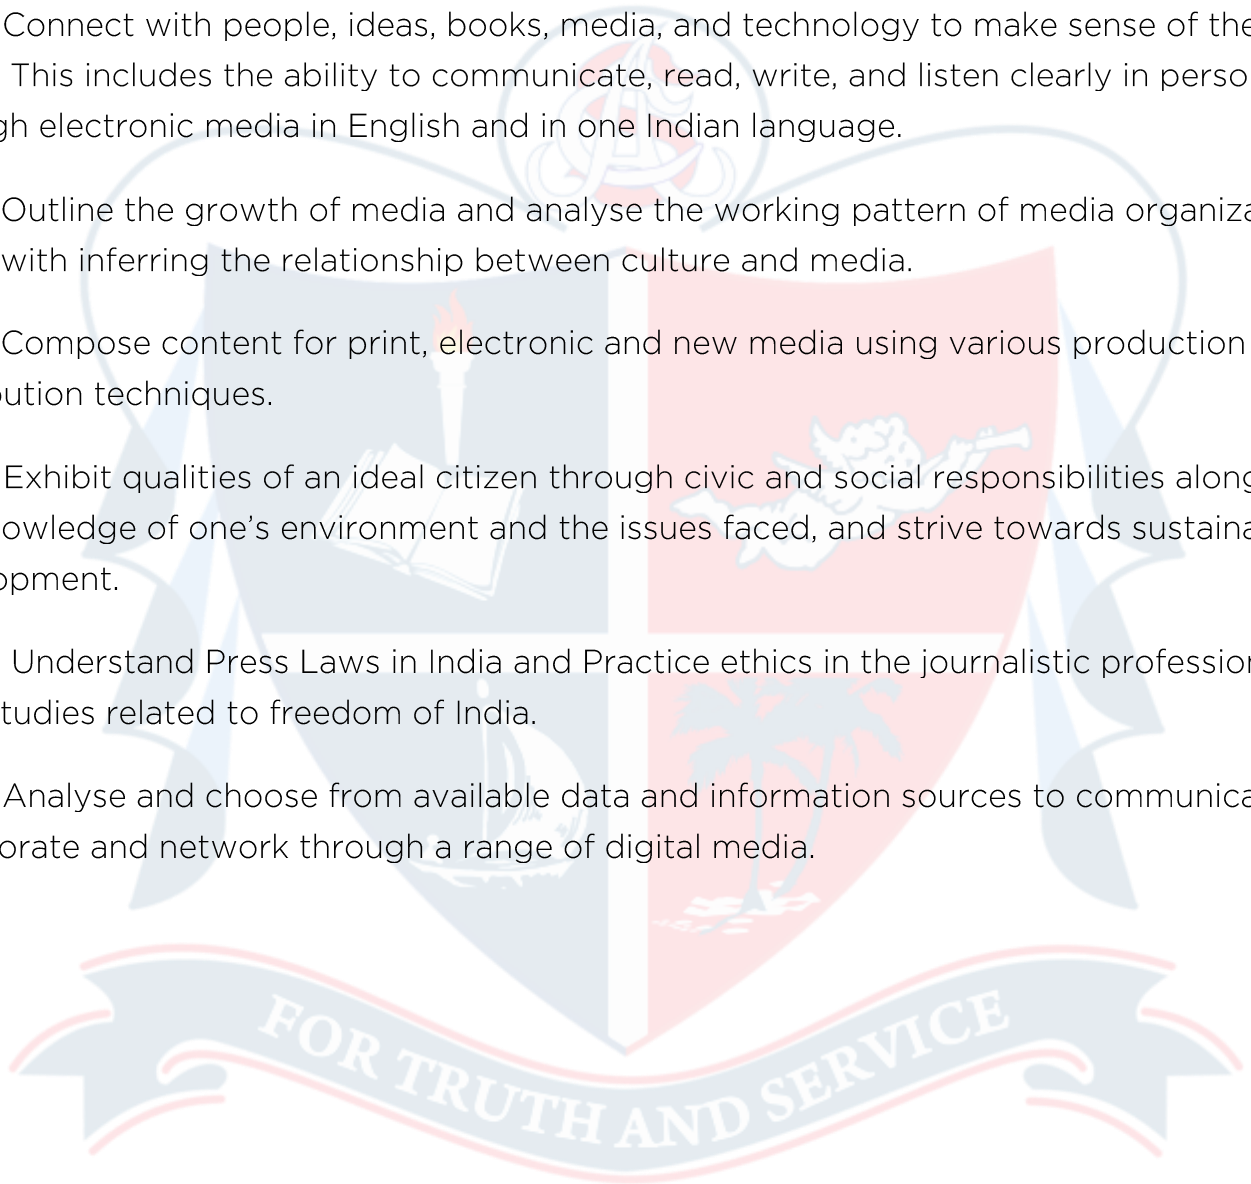 Connect with people, ideas, books, media, and technology to make sense of the
This includes the ability to communicate, read, write, and listen clearly in perso
gh electronic media in English and in one Indian language.
Outline the growth of media and analyse the working pattern of media organiza
with inferring the relationship between culture and media.
Compose content for print, electronic and new media using various production
bution techniques.
Exhibit qualities of an ideal citizen through civic and social responsibilities along
owledge of one’s environment and the issues faced, and strive towards sustaina
opment.
Understand Press Laws in India and Practice ethics in the journalistic profession
tudies related to freedom of India.
Analyse and choose from available data and information sources to communica
orate and network through a range of digital media.
FOR TRUTH AND SERVICE